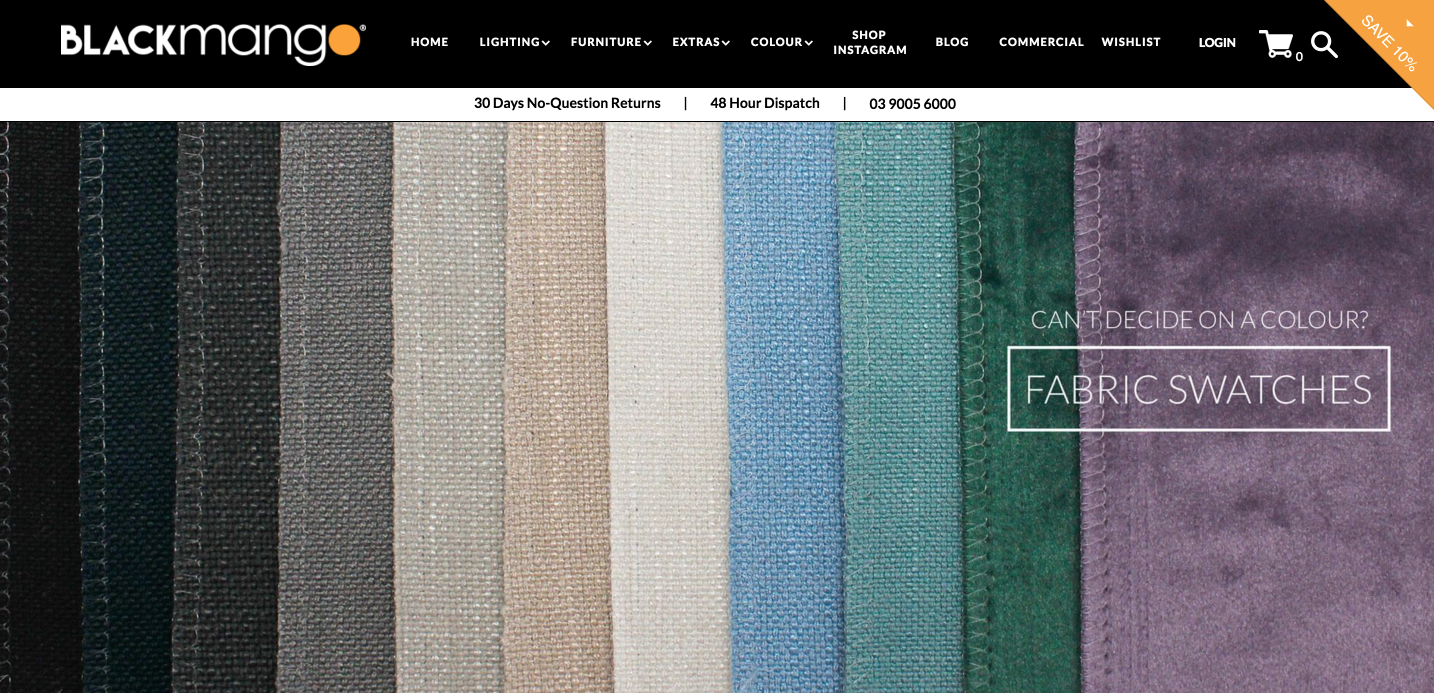 BLACKmango®
HOME
LIGHTING
FURNITURE
EXTRAS
COLOUR
SHOP
INSTAGRAM
BLOG
COMMERCIAL
WISHLIST
LOGIN
0
SAVE 10%
30 Days No-Question Returns | 48 Hour Dispatch | 03 9005 6000
CAN'T DECIDE ON A COLOUR?
FABRIC SWATCHES